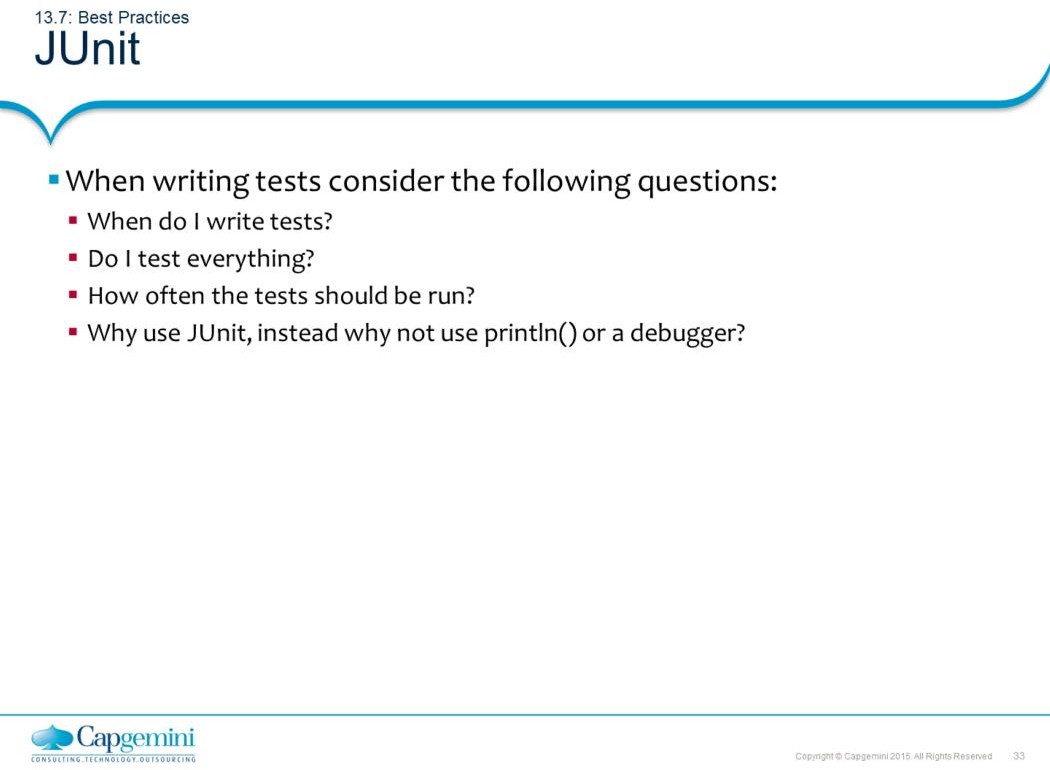 13.7: Best Practices
JUnit
When writing tests consider the following questions:
When do I write tests?
Do I test everything?
How often the tests should be run?
Why use JUnit, instead why not use println() or a debugger?
Capgemini
CONSULTING.TECHNOLOGY.OUTSOURCING
Copyright © Capgemini 2015. All Rights Reserved 33